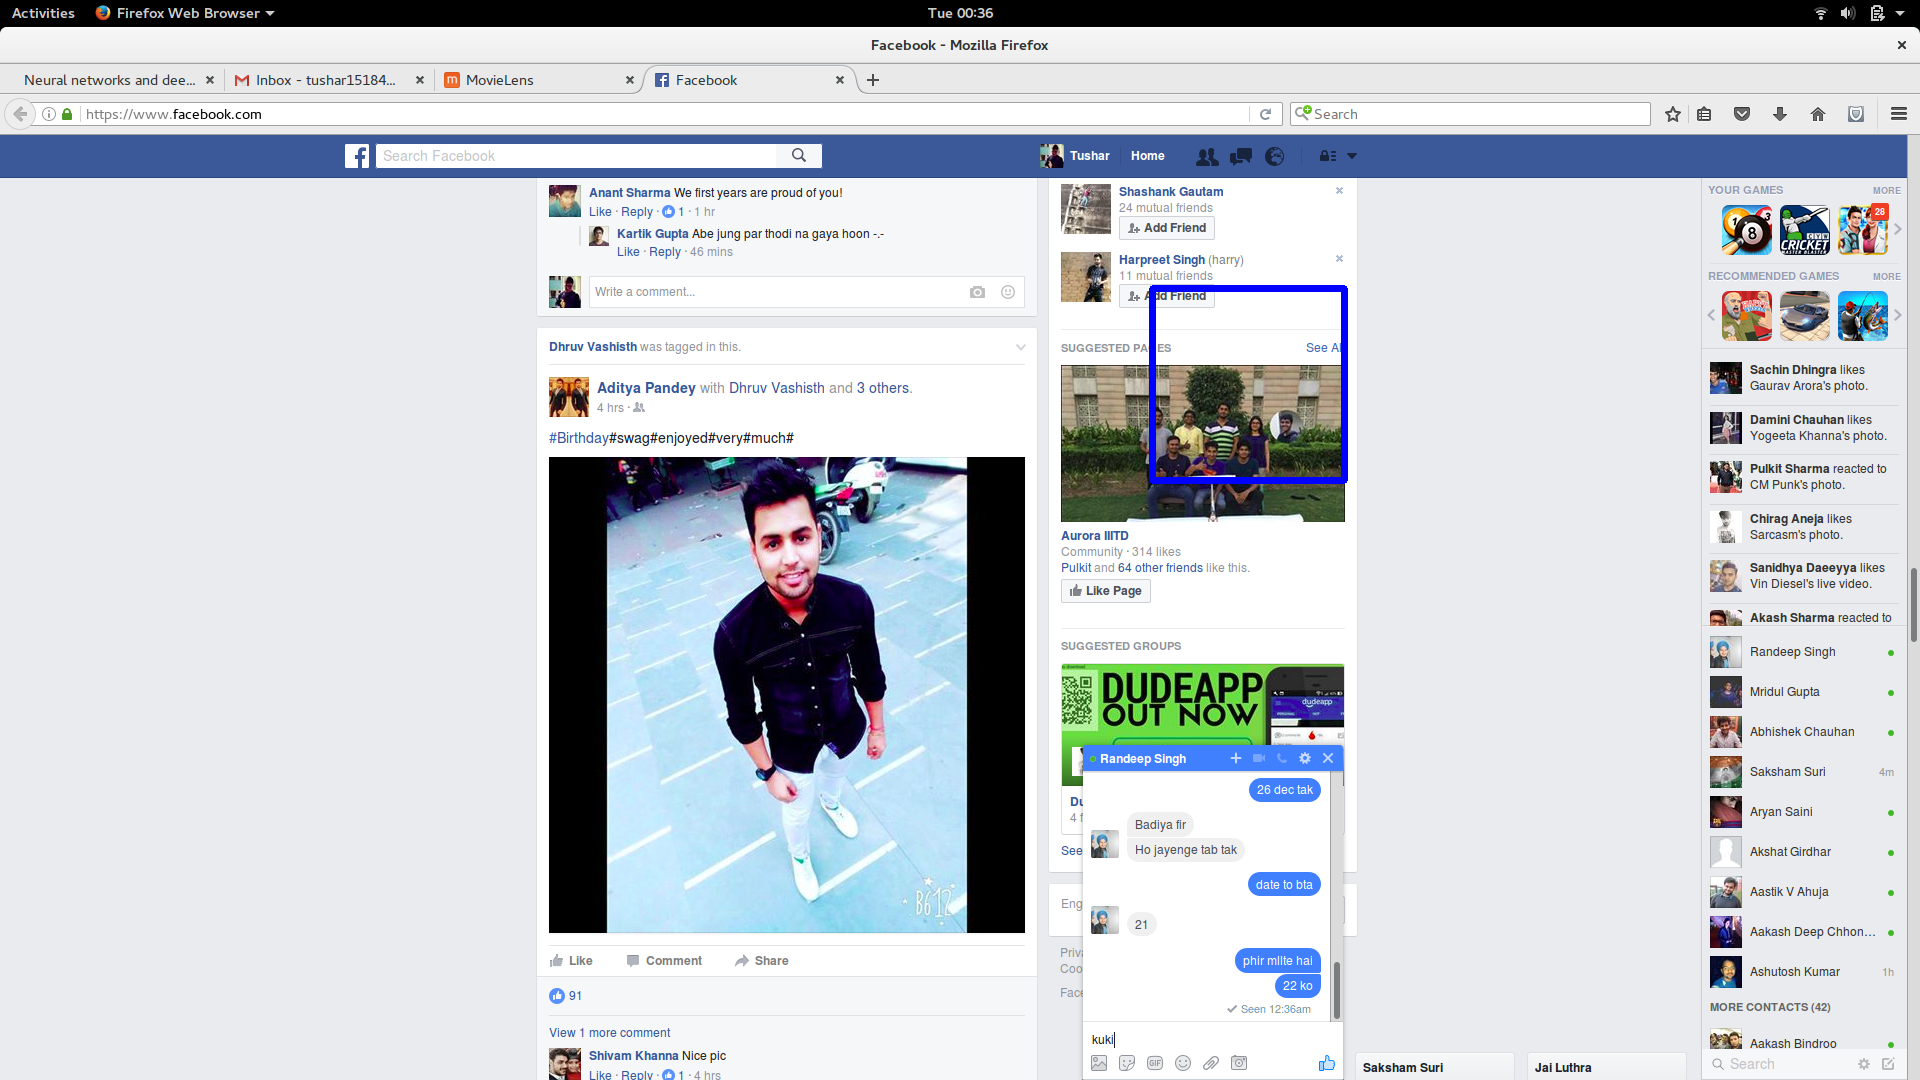 Activities
Firefox Web Browser
Tue 00:36
Facebook - Mozilla Firefox
Neural networks and dee...
Inbox - tushar15184...
MovieLens
Facebook
https://www.facebook.com
Search
Search Facebook
Tushar
Home
Anant Sharma We first years are proud of you!
Like · Reply · 1 · 1 hr
Kartik Gupta Abe jung par thodi na gaya hoon -.-
Like · Reply · 46 mins
Write a comment...
Dhruv Vashisth was tagged in this.
Aditya Pandey with Dhruv Vashisth and 3 others.
4 hrs ·
#Birthday#swag#enjoyed#very#much#
B612
Like
Comment
Share
91
View 1 more comment
Shivam Khanna Nice pic
Like · Reply · 1 · 4 hrs
Shashank Gautam
24 mutual friends
Add Friend
Harpreet Singh (harry)
11 mutual friends
Add Friend
SUGGESTED PAGES
See Al
Aurora IIITD
Community · 314 likes
Pulkit and 64 other friends like this.
Like Page
SUGGESTED GROUPS
DUDEAPP
OUT NOW
dudeapp
Du
4 f
See
Eng
Priva
Coo
Face
Randeep Singh
26 dec tak
Badiya fir
Ho jayenge tab tak
date to bta
21
phir mllte hai
22 ko
Seen 12:36am
kuki
GIF
Saksham Suri
Jai Luthra
YOUR GAMES
MORE
8
3
CYW
CRICKET
28
RECOMMENDED GAMES
MORE
Sachin Dhingra likes
Gaurav Arora's photo.
Damini Chauhan likes
Yogeeta Khanna's photo.
Pulkit Sharma reacted to
CM Punk's photo.
Chirag Aneja likes
Sarcasm's photo.
Sanidhya Daeeyya likes
Vin Diesel's live video.
Akash Sharma reacted to
Randeep Singh
Mridul Gupta
Abhishek Chauhan
Saksham Suri
4m
Aryan Saini
Akshat Girdhar
Aastik V Ahuja
Aakash Deep Chhon...
Ashutosh Kumar
1h
MORE CONTACTS (42)
Aakash Bindroo
Search